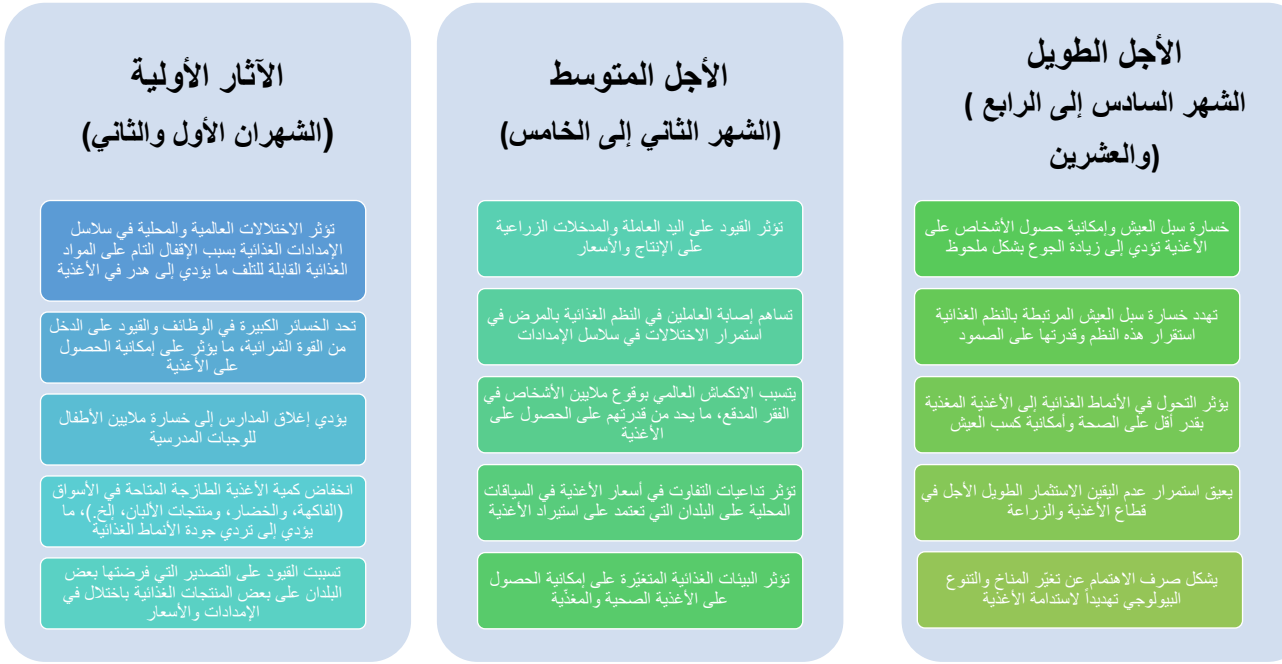 الآثار الأولية
(الشهران الأول والثاني)
تؤثر الاختلالات العالمية والمحلية في سلاسل
الإمدادات الغذائية بسبب الإقفال التام على المواد
الغذائية القابلة للتلف ما يؤدي إلى هدر في الأغذية
تحد الخسائر الكبيرة في الوظائف والقيود على الدخل
من القوة الشرائية، ما يؤثر على إمكانية الحصول
على الأغذية
يؤدي إغلاق المدارس إلى خسارة ملايين الأطفال
للوجبات المدرسية
انخفاض كمية الأغذية الطازجة المتاحة في الأسواق
(الفاكهة، والخضار، ومنتجات الألبان، إلخ.)، ما
يؤدي إلى تردي جودة الأنماط الغذائية
تسببت القيود على التصدير التي فرضتها بعض
البلدان على بعض المنتجات الغذائية باختلال في
الإمدادات والأسعار
الأجل المتوسط
(الشهر الثاني إلى الخامس)
تؤثر القيود على اليد العاملة والمدخلات الزراعية
على الإنتاج والأسعار
تساهم إصابة العاملين في النظم الغذائية بالمرض في
استمرار الاختلالات في سلاسل الإمدادات
يتسبب الانكماش العالمي بوقوع ملايين الأشخاص في
الفقر المدقع، ما يحد من قدرتهم على الحصول على
الأغذية
تؤثر تداعيات التفاوت في أسعار الأغذية في السياقات
المحلية على البلدان التي تعتمد على استيراد الأغذية
تؤثر البيئات الغذائية المتغيّرة على إمكانية الحصول
على الأغذية الصحية والمغذّية
الأجل الطويل
الشهر السادس إلى الرابع )
(والعشرين
خسارة سبل العيش وإمكانية حصول الأشخاص على
الأغذية تؤدي إلى زيادة الجوع بشكل ملحوظ
تهدد خسارة سبل العيش المرتبطة بالنظم الغذائية
استقرار هذه النظم وقدرتها على الصمود
يؤثر التحول في الأنماط الغذائية إلى الأغذية المغذية
بقدر أقل على الصحة وأمكانية كسب العيش
يعيق استمرار عدم اليقين الاستثمار الطويل الأجل في
قطاع الأغذية والزراعة
يشكل صرف الاهتمام عن تغيّر المناخ والتنوع
البيولوجي تهديداً لاستدامة الأغذية